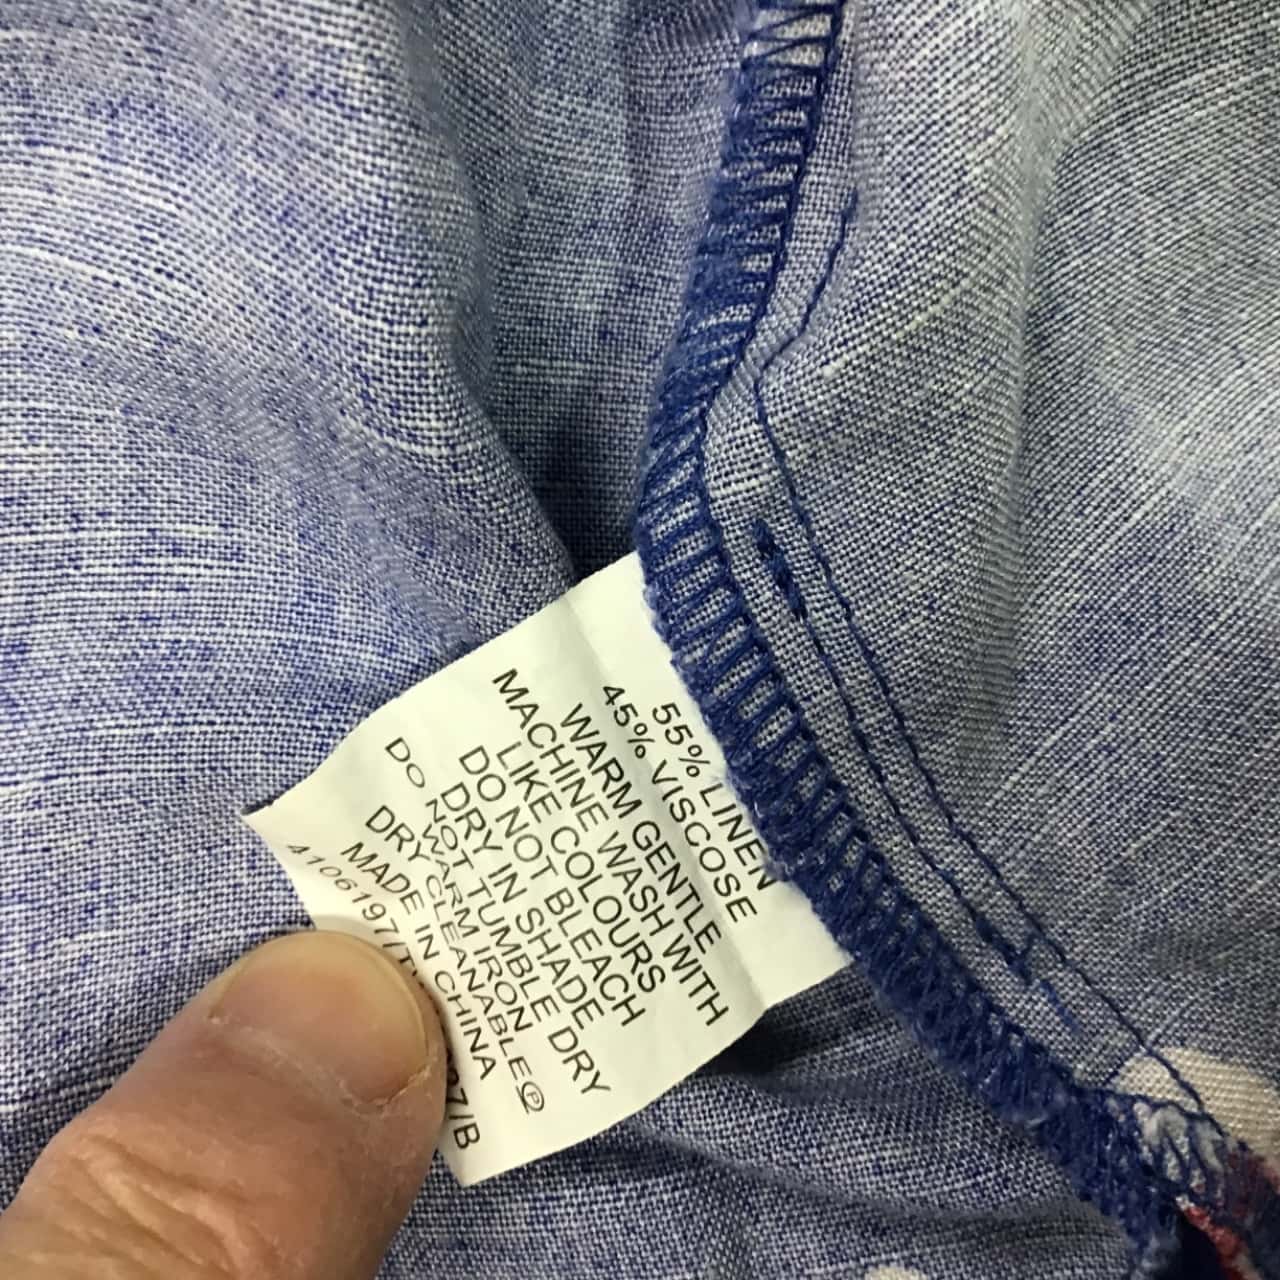 55% LINEN
45% VISCOSE
WARM GENTLE
MACHINE WASH WITH
LIKE COLOURS
DO NOT BLEACH
DRY IN SHADE
DO NOT TUMBLE DRY
WARM IRON
DRY CLEANABLE Ⓟ
MADE IN CHINA